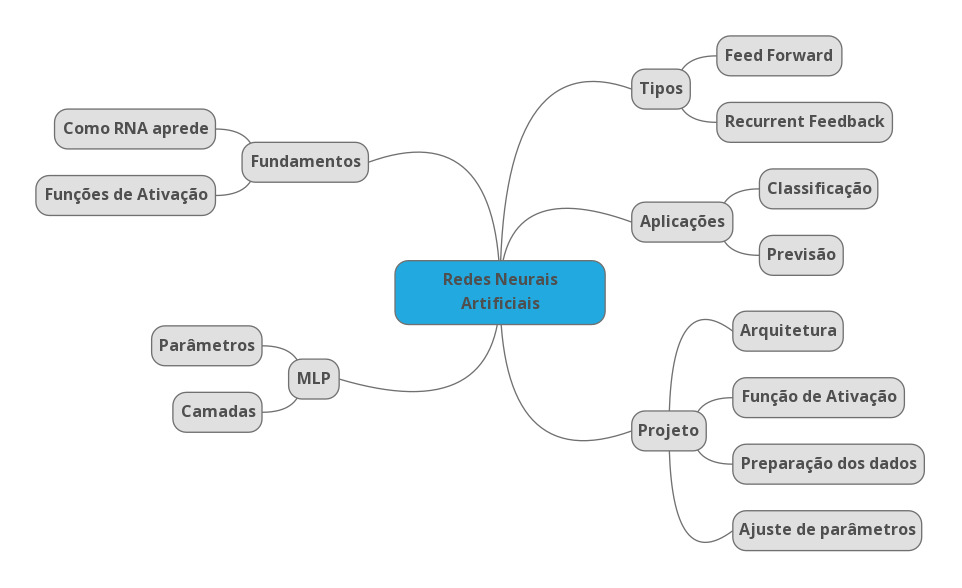 Redes Neurais
Artificiais
Fundamentos
Como RNA aprede
Funções de Ativação
MLP
Parâmetros
Camadas
Tipos
Feed Forward
Recurrent Feedback
Aplicações
Classificação
Previsão
Projeto
Arquitetura
Função de Ativação
Preparação dos dados
Ajuste de parâmetros